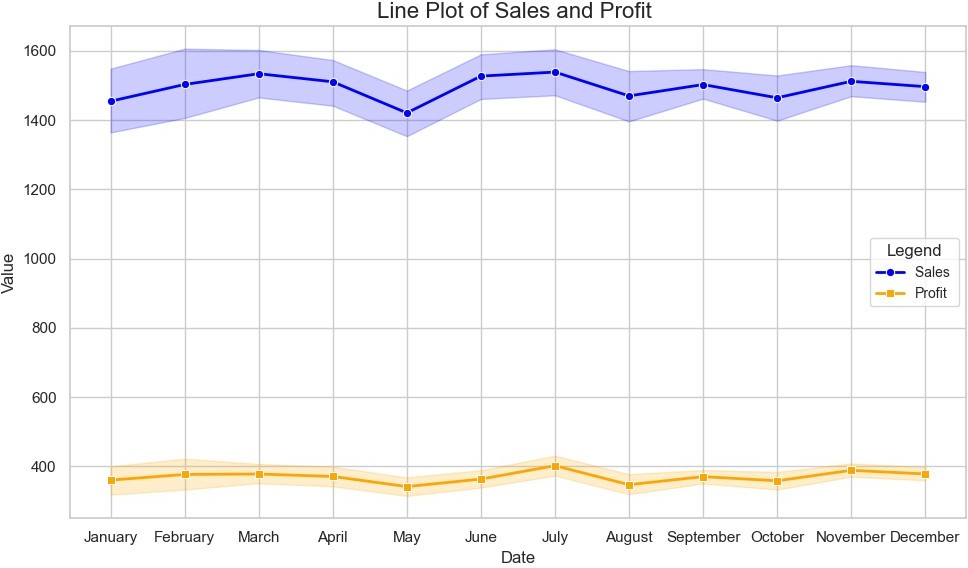 Line Plot of Sales and Profit
1600
1400
1200
1000
800
600
400
Value
Legend
Sales
Profit
January February March April May June July August September October November December
Date